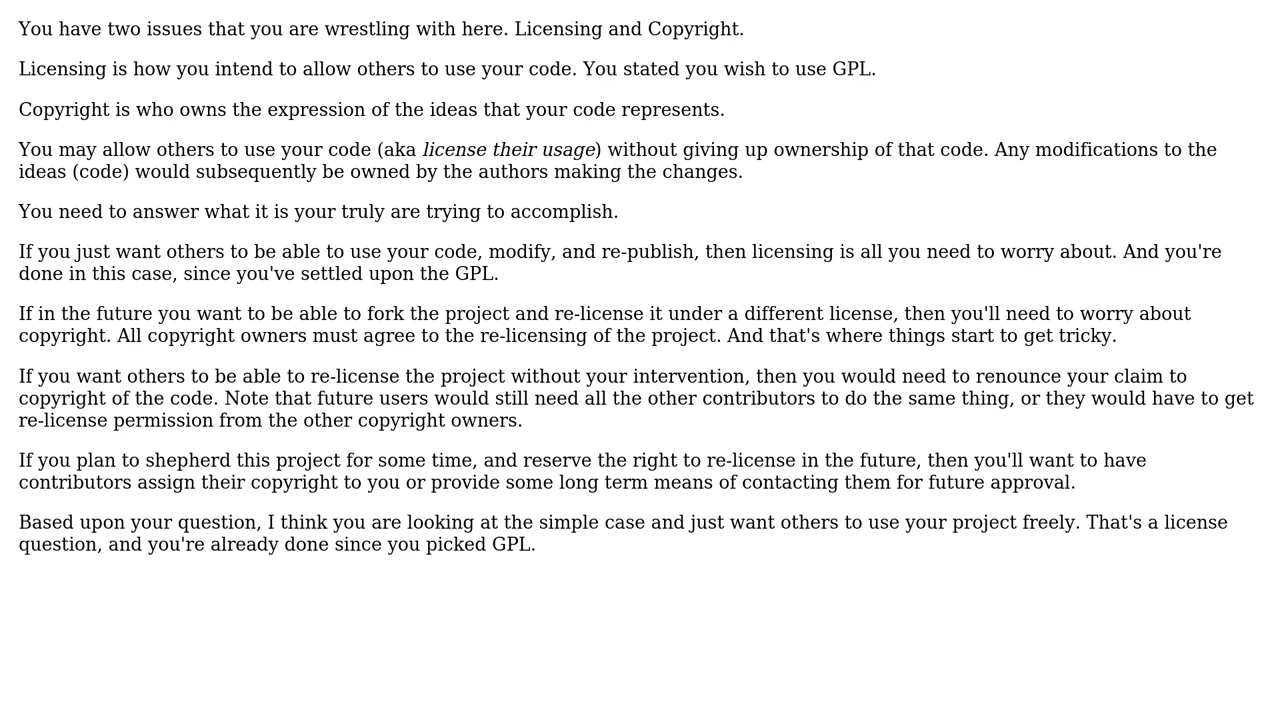 You have two issues that you are wrestling with here. Licensing and Copyright.
Licensing is how you intend to allow others to use your code. You stated you wish to use GPL.
Copyright is who owns the expression of the ideas that your code represents.
You may allow others to use your code (aka license their usage) without giving up ownership of that code. Any modifications to the
ideas (code) would subsequently be owned by the authors making the changes.
You need to answer what it is your truly are trying to accomplish.
If you just want others to be able to use your code, modify, and re-publish, then licensing is all you need to worry about. And you're
done in this case, since you've settled upon the GPL.
If in the future you want to be able to fork the project and re-license it under a different license, then you'll need to worry about
copyright. All copyright owners must agree to the re-licensing of the project. And that's where things start to get tricky.
If you want others to be able to re-license the project without your intervention, then you would need to renounce your claim to
copyright of the code. Note that future users would still need all the other contributors to do the same thing, or they would have to get
re-license permission from the other copyright owners.
If you plan to shepherd this project for some time, and reserve the right to re-license in the future, then you'll want to have
contributors assign their copyright to you or provide some long term means of contacting them for future approval.
Based upon your question, I think you are looking at the simple case and just want others to use your project freely. That's a license
question, and you're already done since you picked GPL.